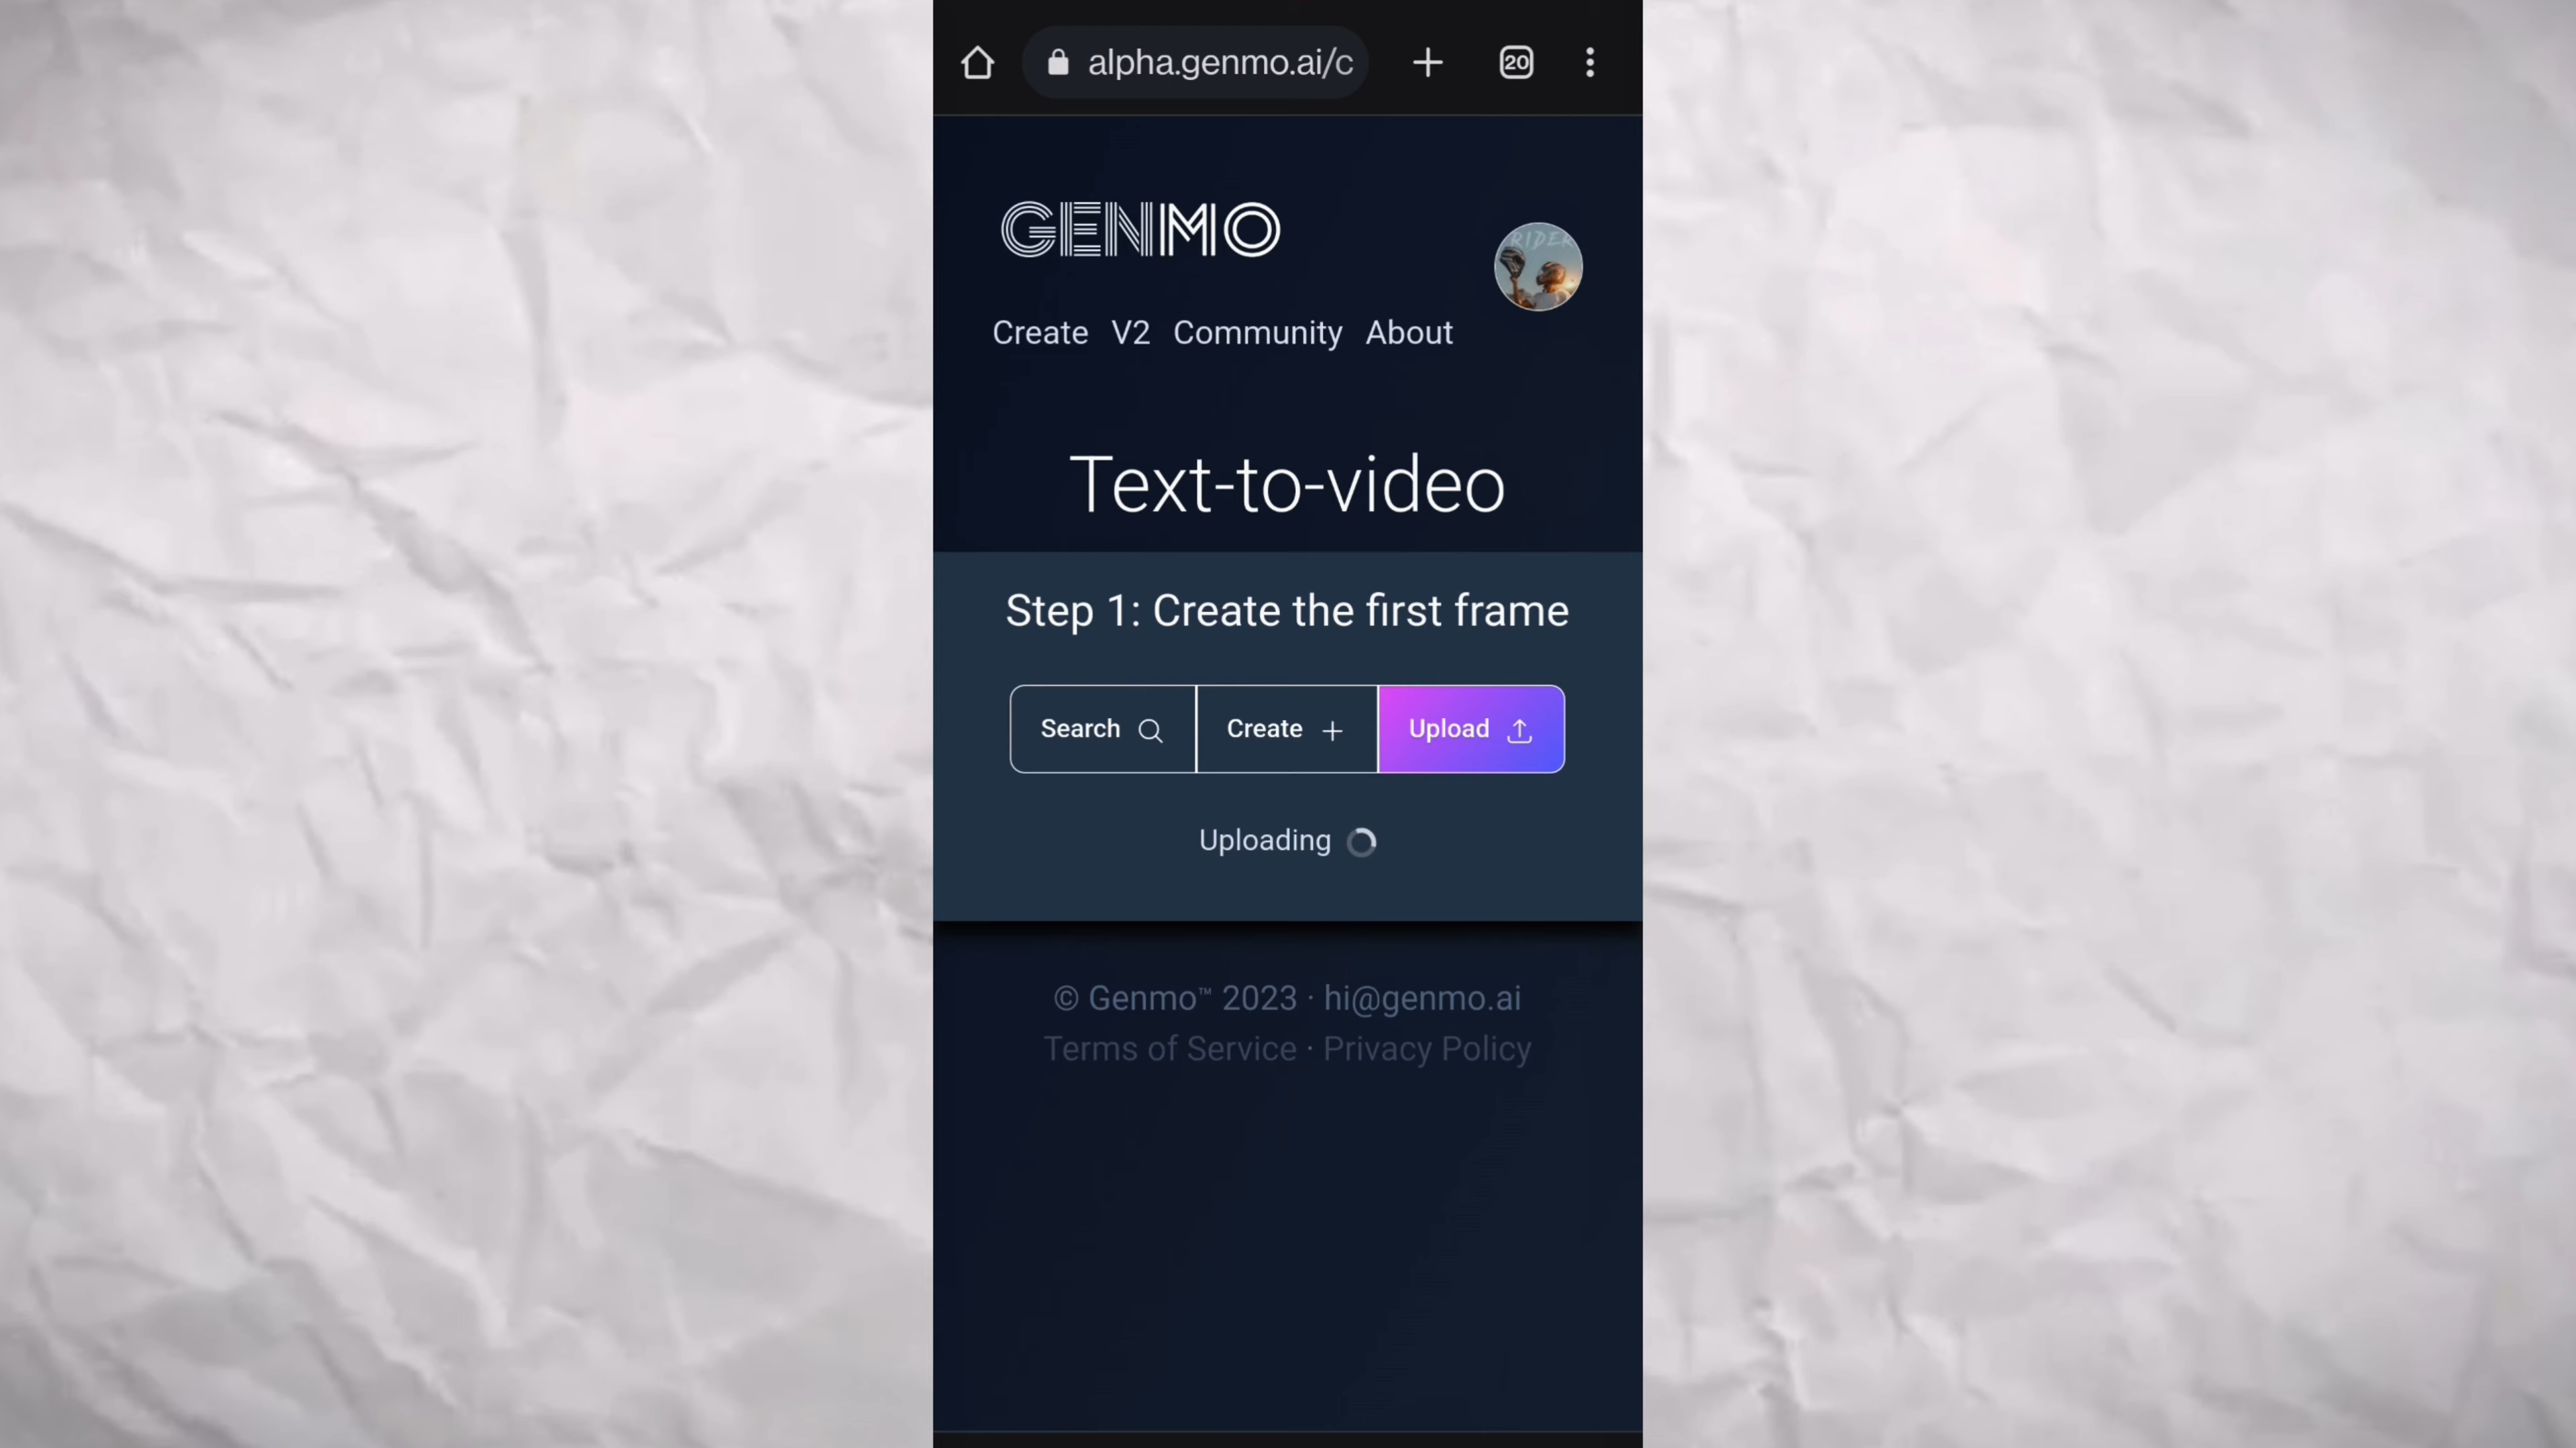 alpha.genmo.ai/c
20
GENMO
RIDER
Create V2 Community About
Text-to-video
Step 1: Create the first frame
Search
Create
Upload
Uploading
© Genmo™ 2023 · hi@genmo.ai
Terms of Service · Privacy Policy